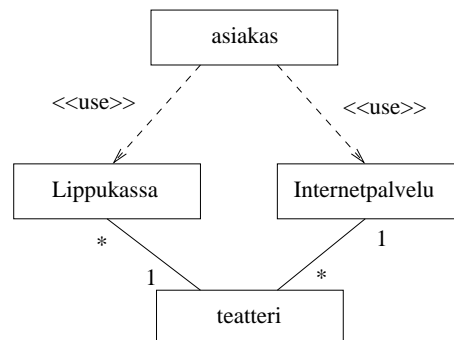 asiakas
<<use>>
<<use>>
Lippukassa
Internetpalvelu
*
1
1
*
teatteri